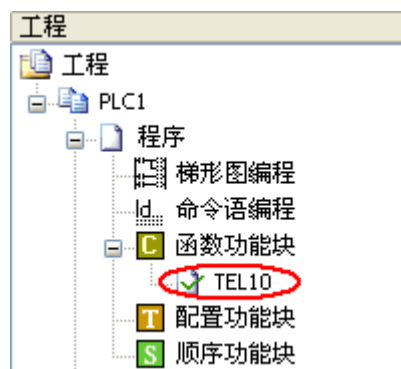 工程
工程
PLC1
程序
梯形图编程
ld... 命令语编程
C 函数功能块
TEL10
T 配置功能块
S 顺序功能块